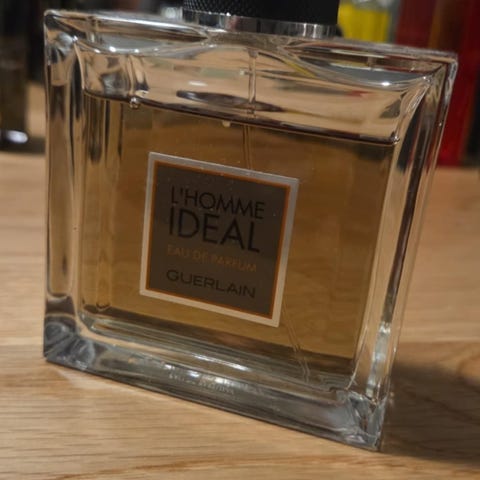 L'HOMME
IDEAL
EAU DE PARFUM
GUERLAIN